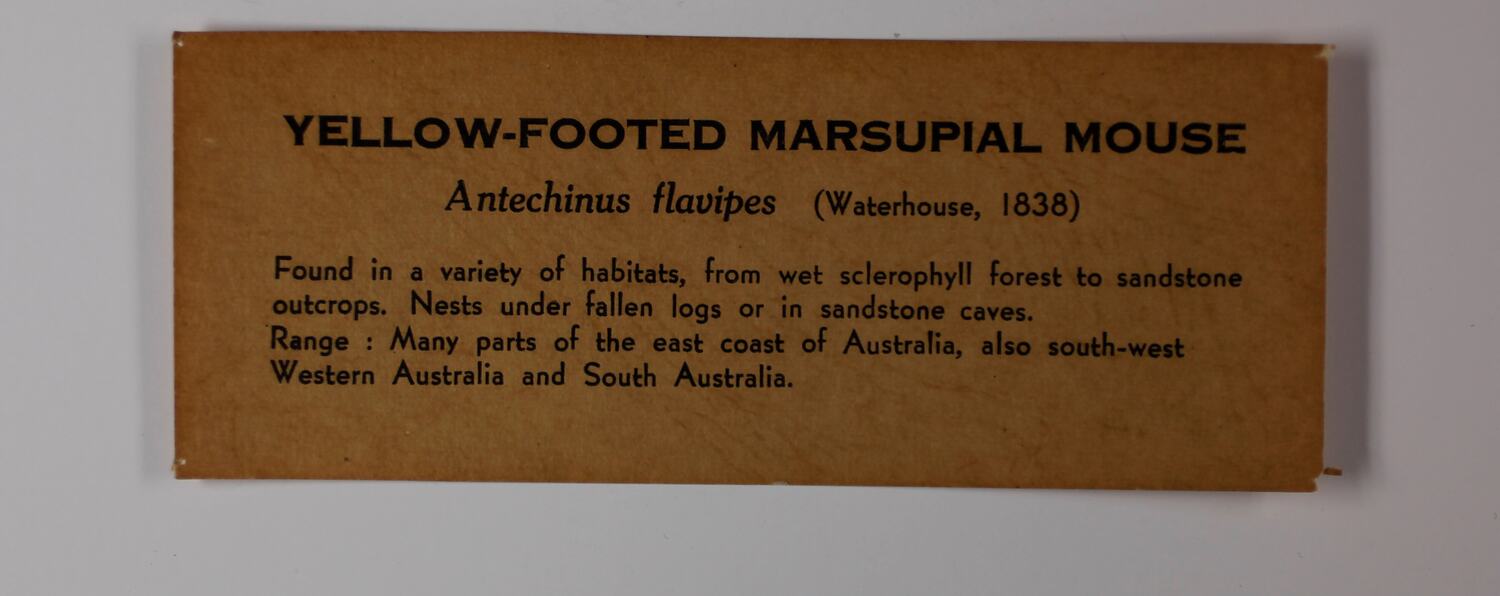 YELLOW-FOOTED MARSUPIAL MOUSE
Antechinus flavipes (Waterhouse, 1838)
Found in a variety of habitats, from wet sclerophyll forest to sandstone
outcrops. Nests under fallen logs or in sandstone caves.
Range : Many parts of the east coast of Australia, also south-west
Western Australia and South Australia.